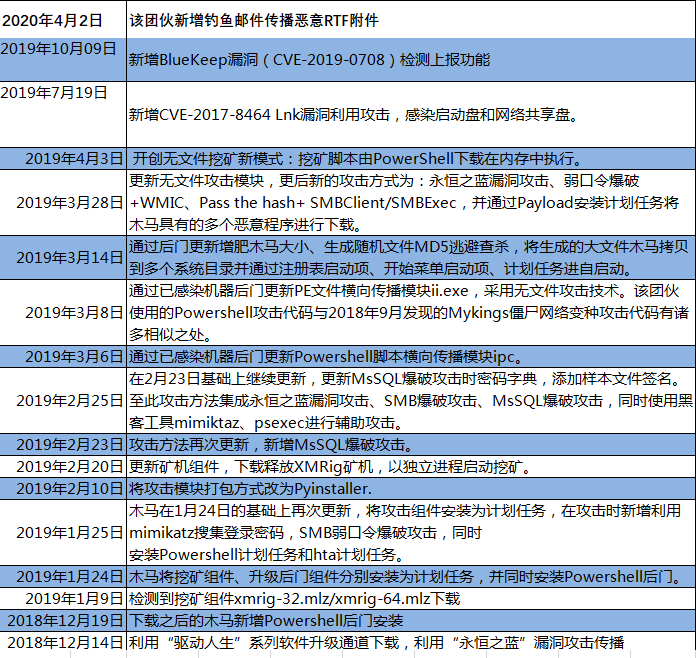 2020年4月2日 该团伙新增钓鱼邮件传播恶意RTF附件
2019年10月09日 新增BlueKeep漏洞（CVE-2019-0708）检测上报功能
2019年7月19日 新增CVE-2017-8464 Lnk漏洞利用攻击，感染启动盘和网络共享盘。
2019年4月3日 开创无文件挖矿新模式：挖矿脚本由PowerShell下载在内存中执行。
2019年3月28日 更新无文件攻击模块，更后新的攻击方式为：永恒之蓝漏洞攻击、弱口令爆破
+WMIC、Pass the hash+ SMBClient/SMBExec，并通过Payload安装计划任务将
木马具有的多个恶意程序进行下载。
2019年3月14日 通过后门更新增肥木马大小、生成随机文件MD5逃避查杀，将生成的大文件木马拷贝
到多个系统目录并通过注册表启动项、开始菜单启动项、计划任务进自启动。
2019年3月8日 通过已感染机器后门更新PE文件横向传播模块ii.exe，采用无文件攻击技术。该团伙
使用的Powershell攻击代码与2018年9月发现的Mykings僵尸网络变种攻击代码有诸
多相似之处。
2019年3月6日 通过已感染机器后门更新Powershell脚本横向传播模块ipc。
2019年2月25日 在2月23日基础上继续更新，更新MsSQL爆破攻击时密码字典，添加样本文件签名。
至此攻击方法集成永恒之蓝漏洞攻击、SMB爆破攻击、MsSQL爆破攻击，同时使用黑
客工具mimiktaz、psexec进行辅助攻击。
2019年2月23日 攻击方法再次更新，新增MsSQL爆破攻击。
2019年2月20日 更新矿机组件，下载释放XMRig矿机，以独立进程启动挖矿。
2019年2月10日 将攻击模块打包方式改为Pyinstaller.
2019年1月25日 木马在1月24日的基础上再次更新，将攻击组件安装为计划任务，在攻击时新增利用
mimikatz搜集登录密码，SMB弱口令爆破攻击，同时
安装Powershell计划任务和hta计划任务。
2019年1月24日 木马将挖矿组件、升级后门组件分别安装为计划任务，并同时安装Powershell后门。
2019年1月9日 检测到挖矿组件xmrig-32.mlz/xmrig-64.mlz下载
2018年12月19日 下载之后的木马新增Powershell后门安装
2018年12月14日 利用“驱动人生”系列软件升级通道下载，利用“永恒之蓝”漏洞攻击传播